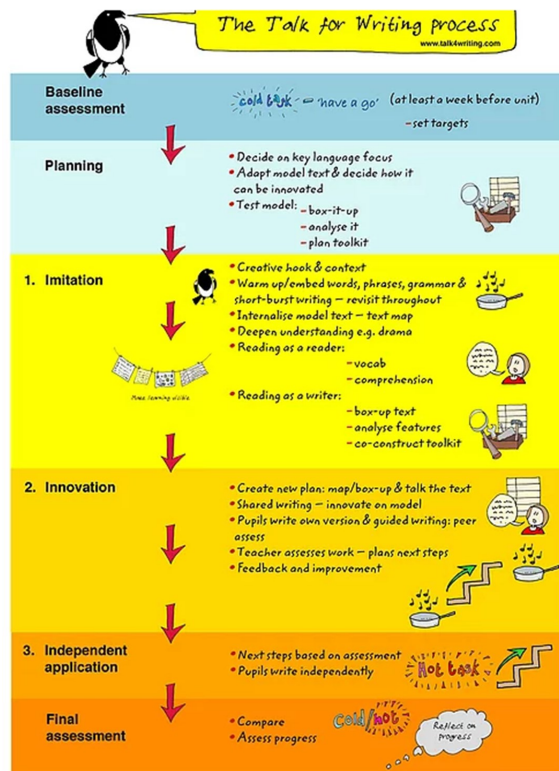 The Talk for Writing process
www.talk4writing.com
Baseline
assessment
cold task – 'have a go' (at least a week before unit)
– set targets
Planning
• Decide on key language focus
• Adapt model text & decide how it
can be innovated
• Test model:
– box-it-up
– analyse it
– plan toolkit
1. Imitation
• Creative hook & context
• Warm up/embed words, phrases, grammar &
short-burst writing – revisit throughout
• Internalise model text – text map
• Deepen understanding e.g. drama
• Reading as a reader:
– vocab
– comprehension
Make learning visible
• Reading as a writer:
– box-up text
– analyse features
– co-construct toolkit
2. Innovation
• Create new plan: map/box-up & talk the text
• Shared writing – innovate on model
• Pupils write own version & guided writing: peer
assess
• Teacher assesses work – plans next steps
• Feedback and improvement
3. Independent
application
• Next steps based on assessment
• Pupils write independently
Hot task
Final
assessment
• Compare
• Assess progress
Cold/hot
Reflect on
progress